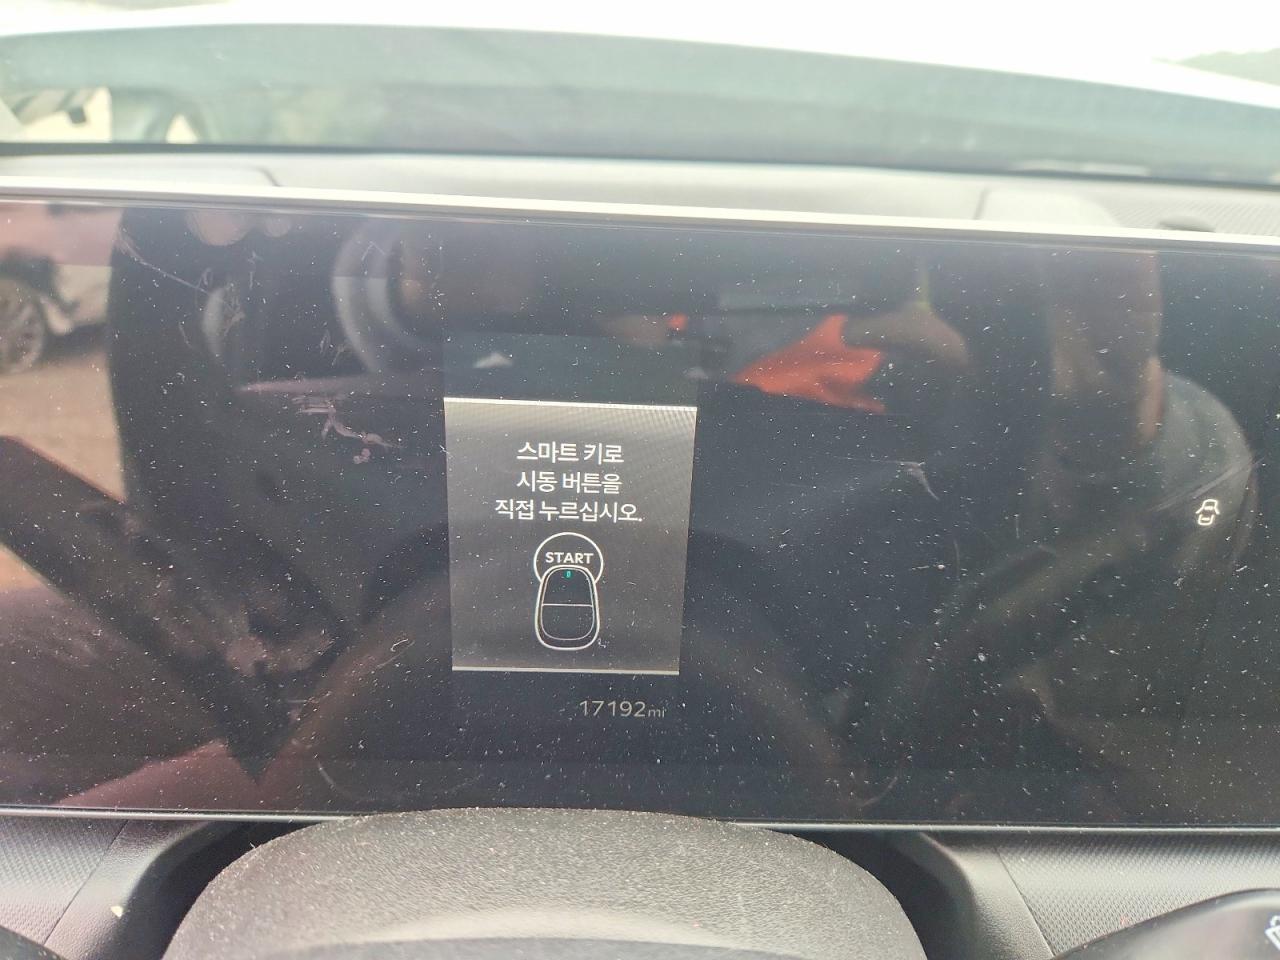 스마트 키로
시동 버튼을
직접 누르십시오.
START
17192mi